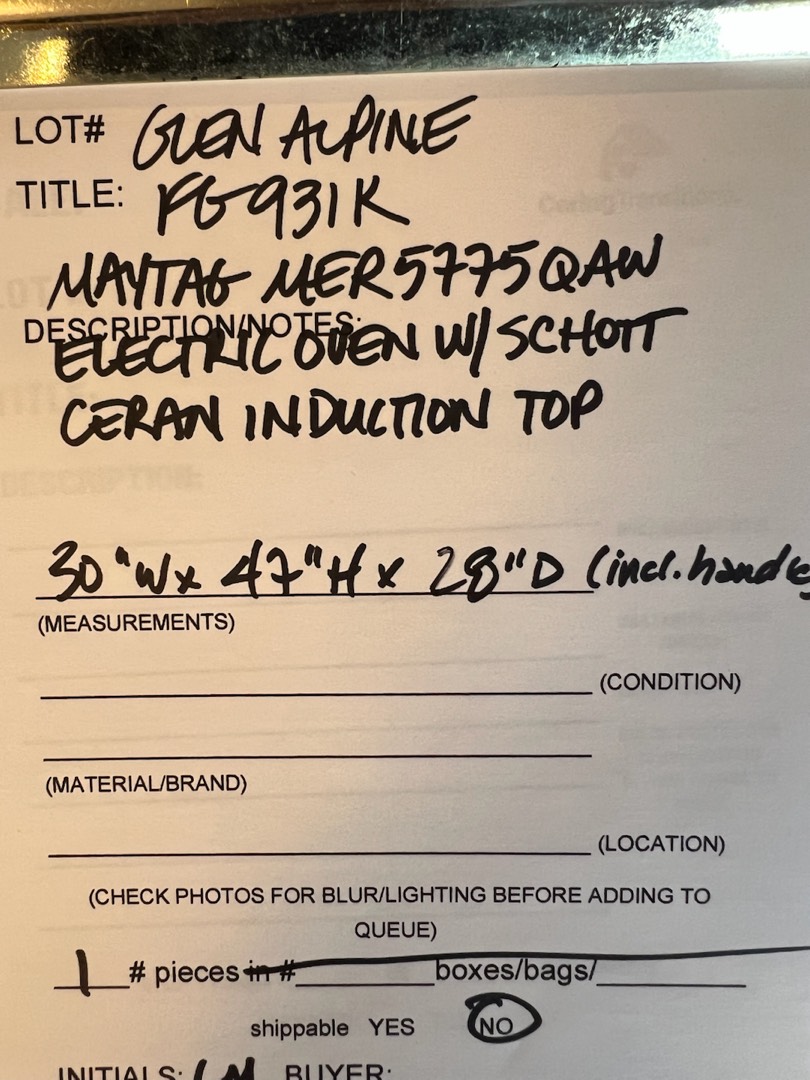 LOT# GLEN ALPINE
TITLE: FG931K
MAYTAG MER5775QAW
DESCRIPTION/NOTES:
ELECTRIC OVEN W/ SCHOTT
CERAN INDUCTION TOP
30"W x 47"H x 28"D (incl. handle
(MEASUREMENTS)
(CONDITION)
(MATERIAL/BRAND)
(LOCATION)
(CHECK PHOTOS FOR BLUR/LIGHTING BEFORE ADDING TO
QUEUE)
1 # pieces in # boxes/bags/
shippable YES NO
INITIALS: LM BUYER: